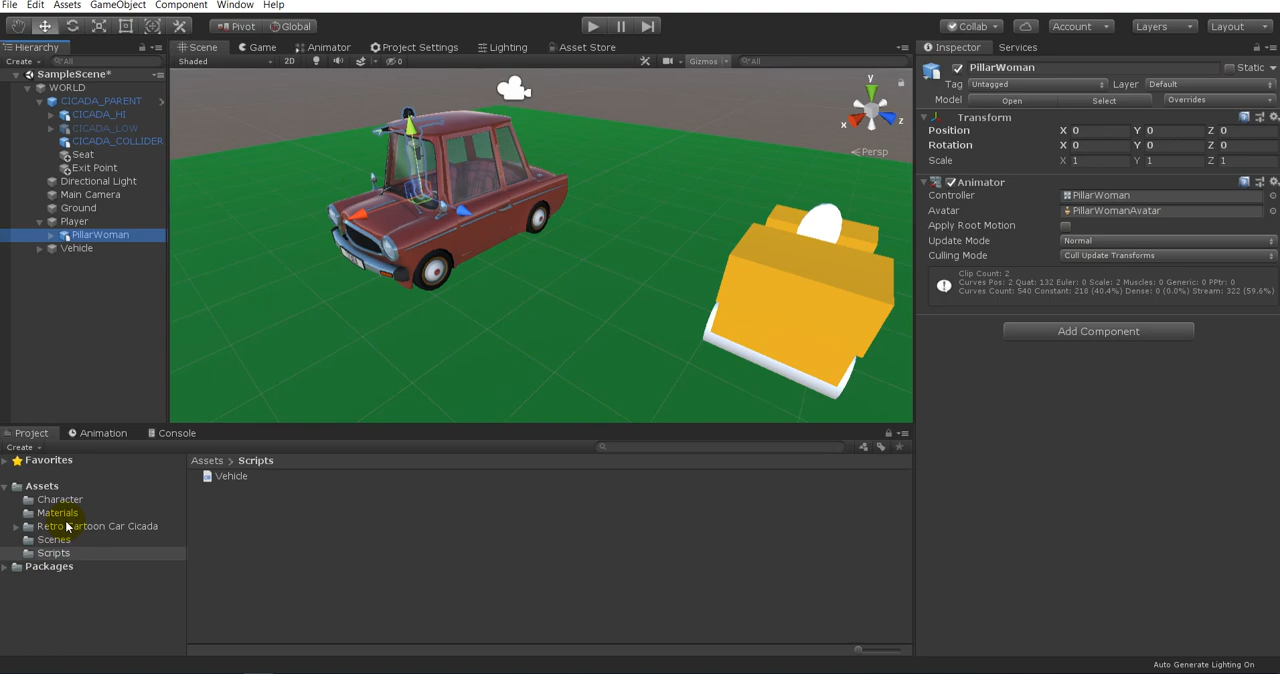 File Edit Assets GameObject Component Window Help
Pivot Global Collab Account Layers Layout
Hierarchy Scene Game Animator Project Settings Lighting Asset Store Inspector Services
Create All Shaded 2D 0 Gizmos All PillarWoman Static
SampleScene* Tag Untagged Layer Default
WORLD Model Open Select Overrides
CICADA_PARENT
CICADA_HI Transform
CICADA_LOW Position X 0 Y 0 Z 0
CICADA_COLLIDER Rotation X 0 Y 0 Z 0
Seat Scale X 1 Y 1 Z 1
Exit Point
Directional Light Animator
Main Camera Controller PillarWoman
Ground Avatar PillarWomanAvatar
Player Apply Root Motion
PillarWoman Update Mode Normal
Vehicle Culling Mode Cull Update Transforms
y
x z
Persp
Clip Count: 2
Curves Pos: 2 Quat: 132 Euler: 0 Scale: 2 Muscles: 0 Generic: 0 PPtr: 0
Curves Count: 540 Constant: 218 (40.4%) Dense: 0 (0.0%) Stream: 322 (59.6%)
Add Component
Project Animation Console
Create
Favorites Assets > Scripts
Assets Vehicle
Character
Materials
Retro Cartoon Car Cicada
Scenes
Scripts
Packages
Auto Generate Lighting On